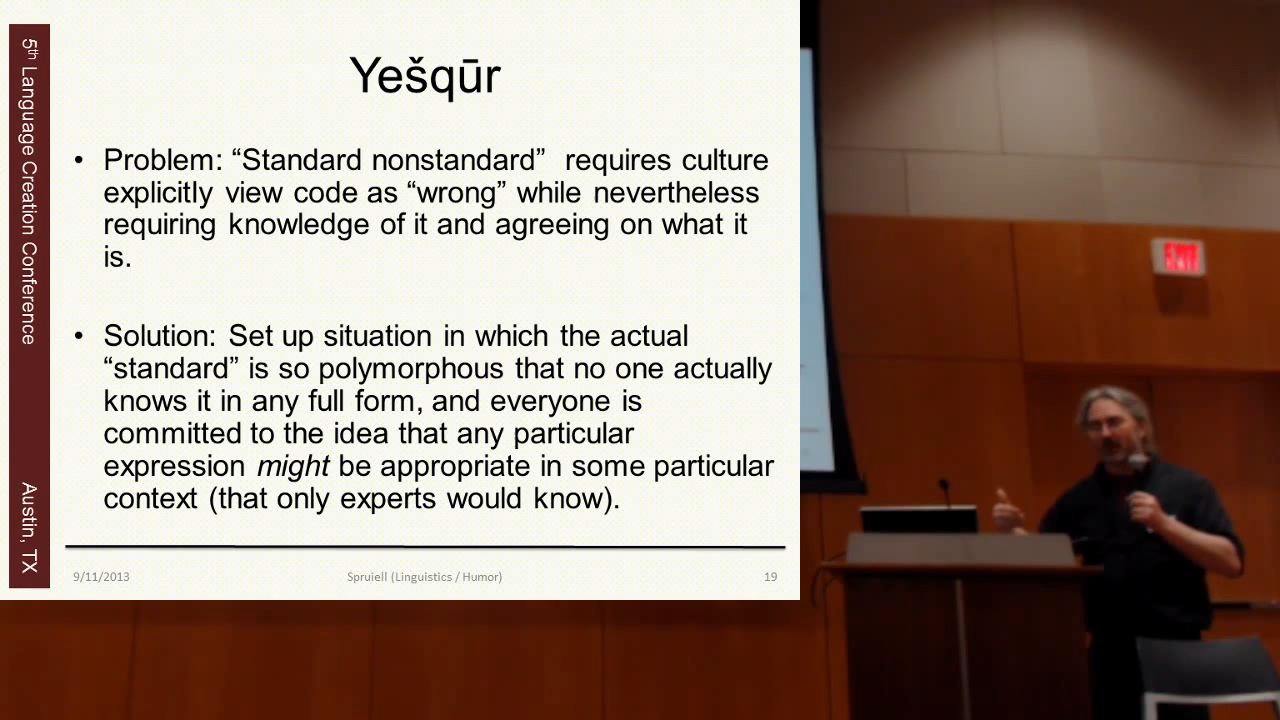 5th Language Creation Conference
Austin, TX
Yešqūr
• Problem: “Standard nonstandard” requires culture
explicitly view code as “wrong” while nevertheless
requiring knowledge of it and agreeing on what it
is.
• Solution: Set up situation in which the actual
“standard” is so polymorphous that no one actually
knows it in any full form, and everyone is
committed to the idea that any particular
expression might be appropriate in some particular
context (that only experts would know).
9/11/2013
Spruiell (Linguistics / Humor)
19
EXIT